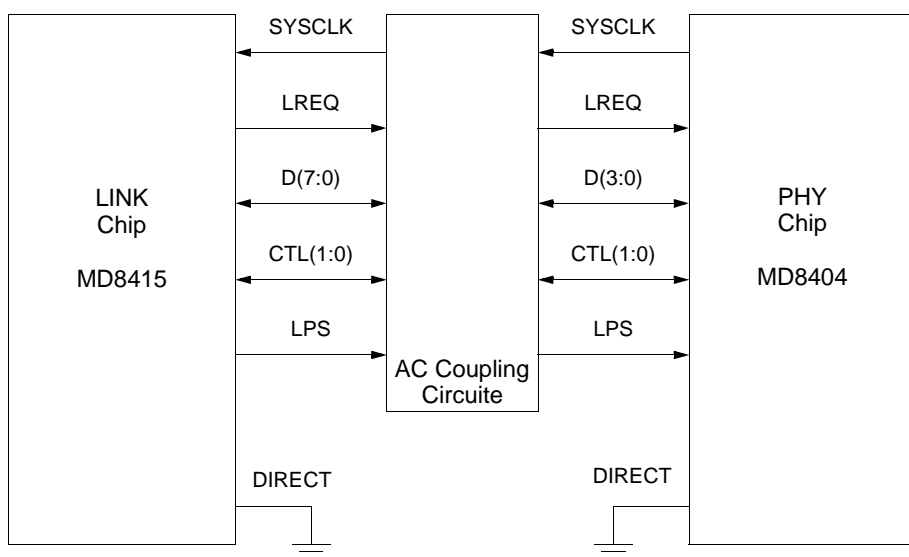 SYSCLK
SYSCLK
LREQ
LREQ
D(7:0)
D(3:0)
LINK
Chip
MD8415
PHY
Chip
MD8404
CTL(1:0)
CTL(1:0)
LPS
LPS
AC Coupling
Circuite
DIRECT
DIRECT